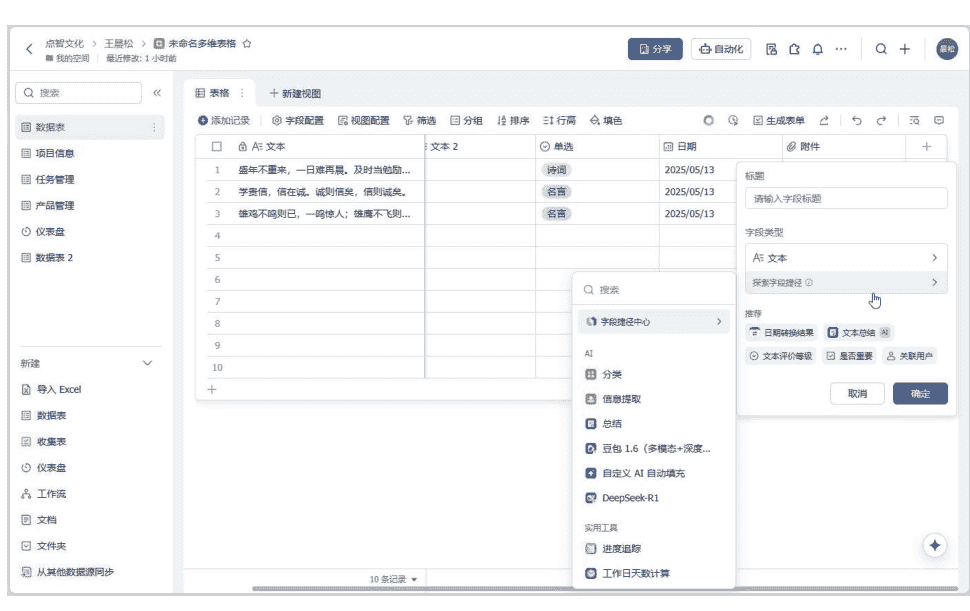 点智文化 > 王晨松 > 未命名多维表格
我的空间 | 最近修改: 1 小时前
分享 自动化 晨松
搜索
数据表
项目信息
任务管理
产品管理
仪表盘
数据表 2
新建
导入 Excel
数据表
收集表
仪表盘
工作流
文档
文件夹
从其他数据源同步
表格 + 新建视图
添加记录 字段配置 视图配置 筛选 分组 排序 行高 填色 生成表单
文本 文本 2 单选 日期 附件
1 盛年不重来，一日难再晨。及时当勉励... 诗词 2025/05/13
2 学贵信，信在诚。诚则信矣，信则诚矣。 名言 2025/05/13
3 雄鸡不鸣则已，一鸣惊人；雄鹰不飞则... 名言 2025/05/13
4
5
6
7
8
9
10
10 条记录
搜索
字段捷径中心
AI
分类
信息提取
总结
豆包 1.6（多模态+深度...
自定义 AI 自动填充
DeepSeek-R1
实用工具
进度追踪
工作日天数计算
标题
请输入字段标题
字段类型
文本
探索字段捷径
推荐
日期转换结果 文本总结 AI
文本评价等级 是否重要 关联用户
取消 确定